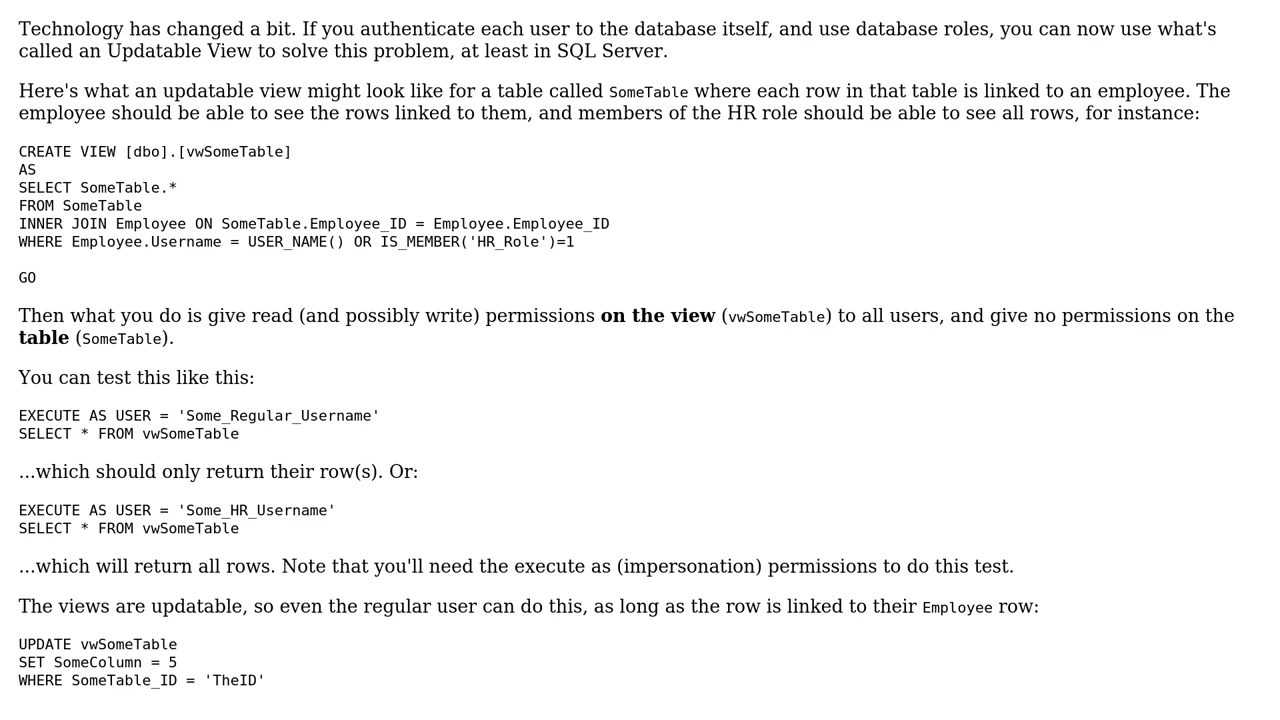 Technology has changed a bit. If you authenticate each user to the database itself, and use database roles, you can now use what's
called an Updatable View to solve this problem, at least in SQL Server.
Here's what an updatable view might look like for a table called SomeTable where each row in that table is linked to an employee. The
employee should be able to see the rows linked to them, and members of the HR role should be able to see all rows, for instance:
CREATE VIEW [dbo].[vwSomeTable]
AS
SELECT SomeTable.*
FROM SomeTable
INNER JOIN Employee ON SomeTable.Employee_ID = Employee.Employee_ID
WHERE Employee.Username = USER_NAME() OR IS_MEMBER('HR_Role')=1
GO
Then what you do is give read (and possibly write) permissions on the view (vwSomeTable) to all users, and give no permissions on the
table (SomeTable).
You can test this like this:
EXECUTE AS USER = 'Some_Regular_Username'
SELECT * FROM vwSomeTable
...which should only return their row(s). Or:
EXECUTE AS USER = 'Some_HR_Username'
SELECT * FROM vwSomeTable
...which will return all rows. Note that you'll need the execute as (impersonation) permissions to do this test.
The views are updatable, so even the regular user can do this, as long as the row is linked to their Employee row:
UPDATE vwSomeTable
SET SomeColumn = 5
WHERE SomeTable_ID = 'TheID'